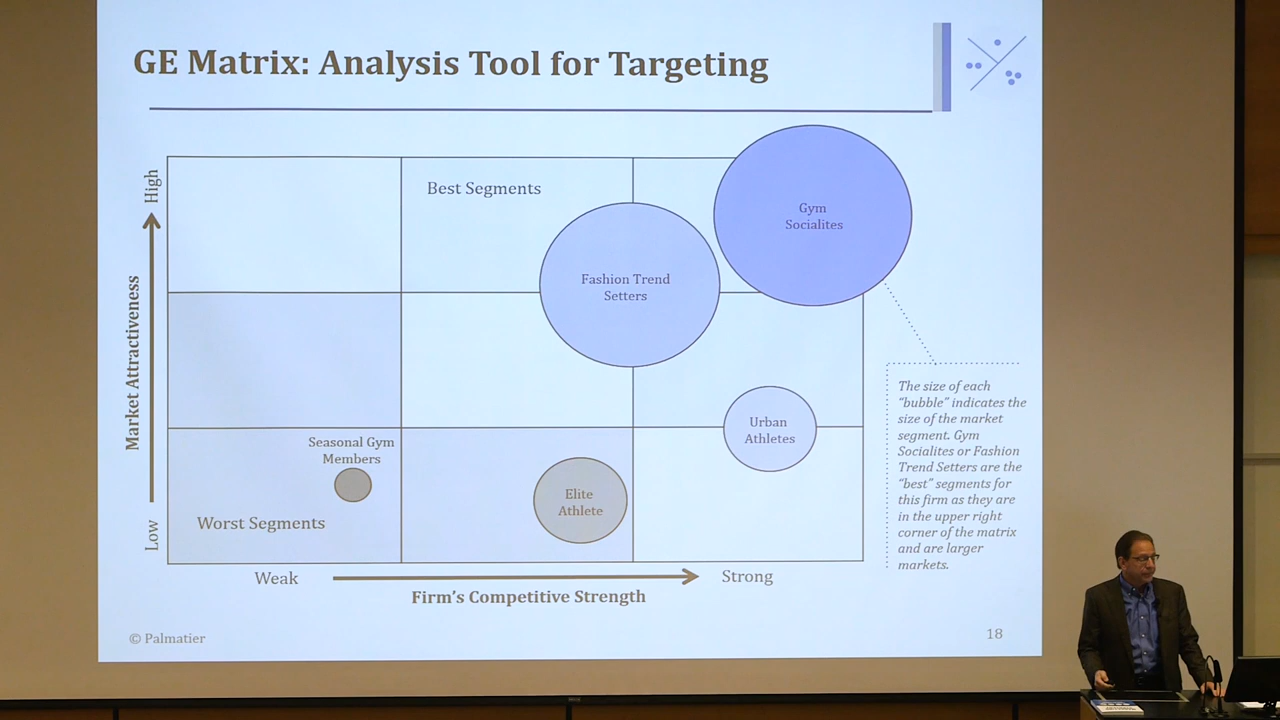 GE Matrix: Analysis Tool for Targeting
High
Market Attractiveness
Low
Best Segments
Gym
Socialites
Fashion Trend
Setters
Urban
Athletes
Seasonal Gym
Members
Elite
Athlete
Worst Segments
Weak
Strong
Firm's Competitive Strength
The size of each
“bubble” indicates the
size of the market
segment. Gym
Socialites or Fashion
Trend Setters are the
“best” segments for
this firm as they are
in the upper right
corner of the matrix
and are larger
markets.
© Palmatier
18